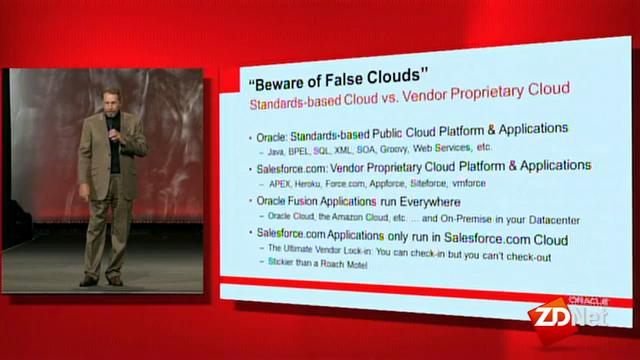 "Beware of False Clouds"
Standards-based Cloud vs. Vendor Proprietary Cloud
• Oracle: Standards-based Public Cloud Platform & Applications
– Java, BPEL, SQL, XML, SOA, Groovy, Web Services, etc.
• Salesforce.com: Vendor Proprietary Cloud Platform & Applications
– APEX, Heroku, Force.com, Appforce, Siteforce, vmforce
• Oracle Fusion Applications run Everywhere
– Oracle Cloud, the Amazon Cloud, etc. ... and On-Premise in your Datacenter
• Salesforce.com Applications only run in Salesforce.com Cloud
– The Ultimate Vendor Lock-in: You can check-in but you can't check-out
– Stickier than a Roach Motel
ORACLE
ZDNet